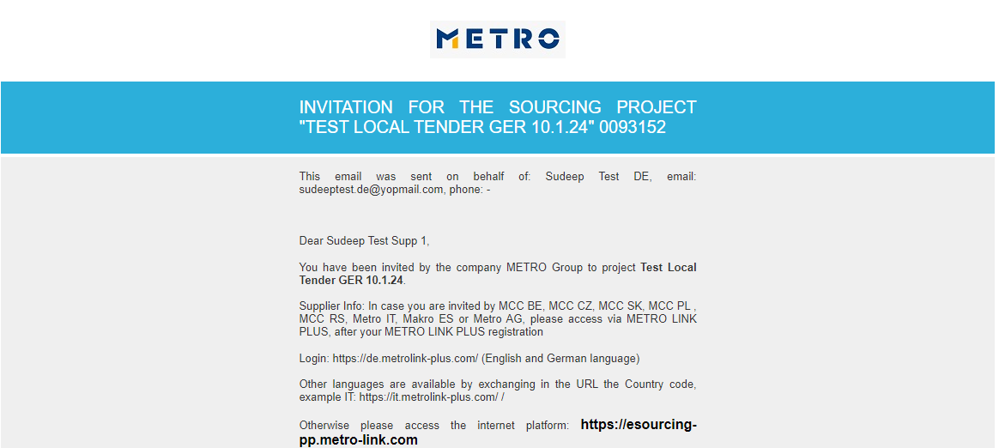 METRO
INVITATION FOR THE SOURCING PROJECT
"TEST LOCAL TENDER GER 10.1.24" 0093152
This email was sent on behalf of: Sudeep Test DE, email:
sudeeptest.de@yopmail.com, phone: -
Dear Sudeep Test Supp 1,
You have been invited by the company METRO Group to project Test Local
Tender GER 10.1.24.
Supplier Info: In case you are invited by MCC BE, MCC CZ, MCC SK, MCC PL ,
MCC RS, Metro IT, Makro ES or Metro AG, please access via METRO LINK
PLUS, after your METRO LINK PLUS registration
Login: https://de.metrolink-plus.com/ (English and German language)
Other languages are available by exchanging in the URL the Country code,
example IT: https://it.metrolink-plus.com/ /
Otherwise please access the internet platform: https://esourcing-
pp.metro-link.com